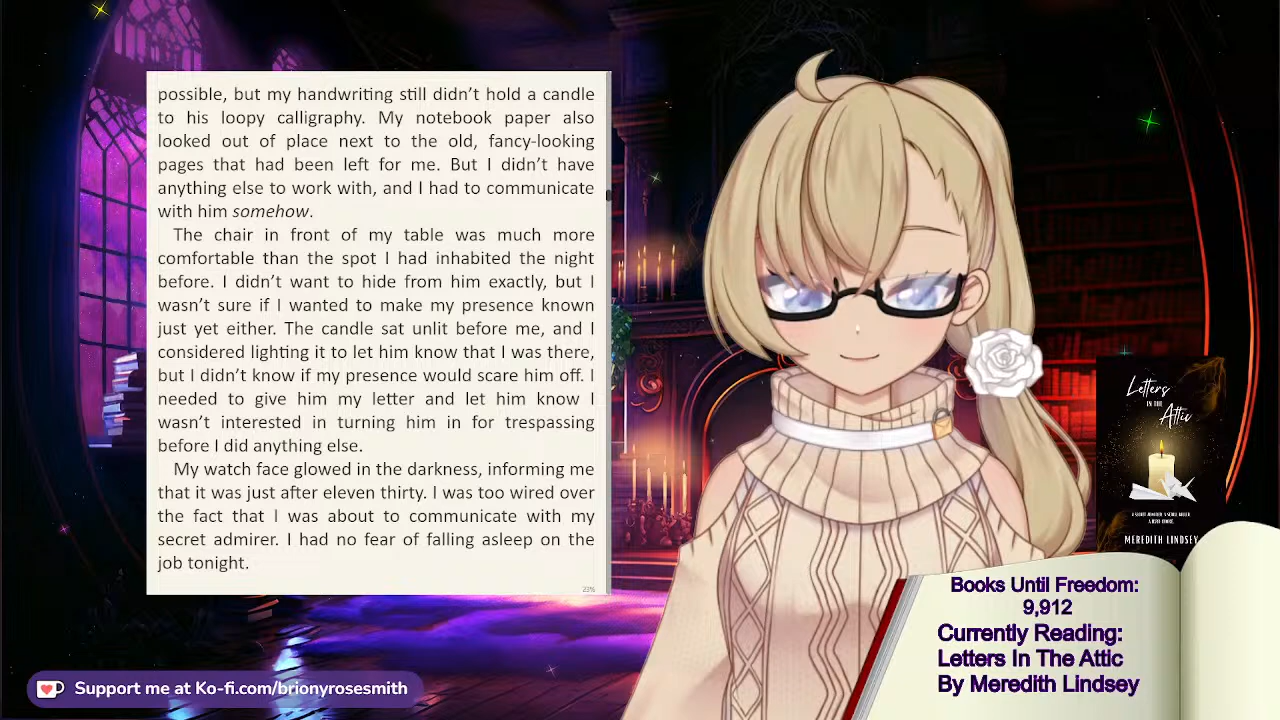 possible, but my handwriting still didn't hold a candle
to his loopy calligraphy. My notebook paper also
looked out of place next to the old, fancy-looking
pages that had been left for me. But I didn't have
anything else to work with, and I had to communicate
with him somehow.
The chair in front of my table was much more
comfortable than the spot I had inhabited the night
before. I didn't want to hide from him exactly, but I
wasn't sure if I wanted to make my presence known
just yet either. The candle sat unlit before me, and I
considered lighting it to let him know that I was there,
but I didn't know if my presence would scare him off. I
needed to give him my letter and let him know I
wasn't interested in turning him in for trespassing
before I did anything else.
My watch face glowed in the darkness, informing me
that it was just after eleven thirty. I was too wired over
the fact that I was about to communicate with my
secret admirer. I had no fear of falling asleep on the
job tonight.
23%
Letters
IN THE
Attic
A SECRET ADMIRER. A SERIAL KILLER.
MEREDITH LINDSEY
Books Until Freedom:
9,912
Currently Reading:
Letters In The Attic
By Meredith Lindsey
Support me at Ko-fi.com/brionyrosesmith